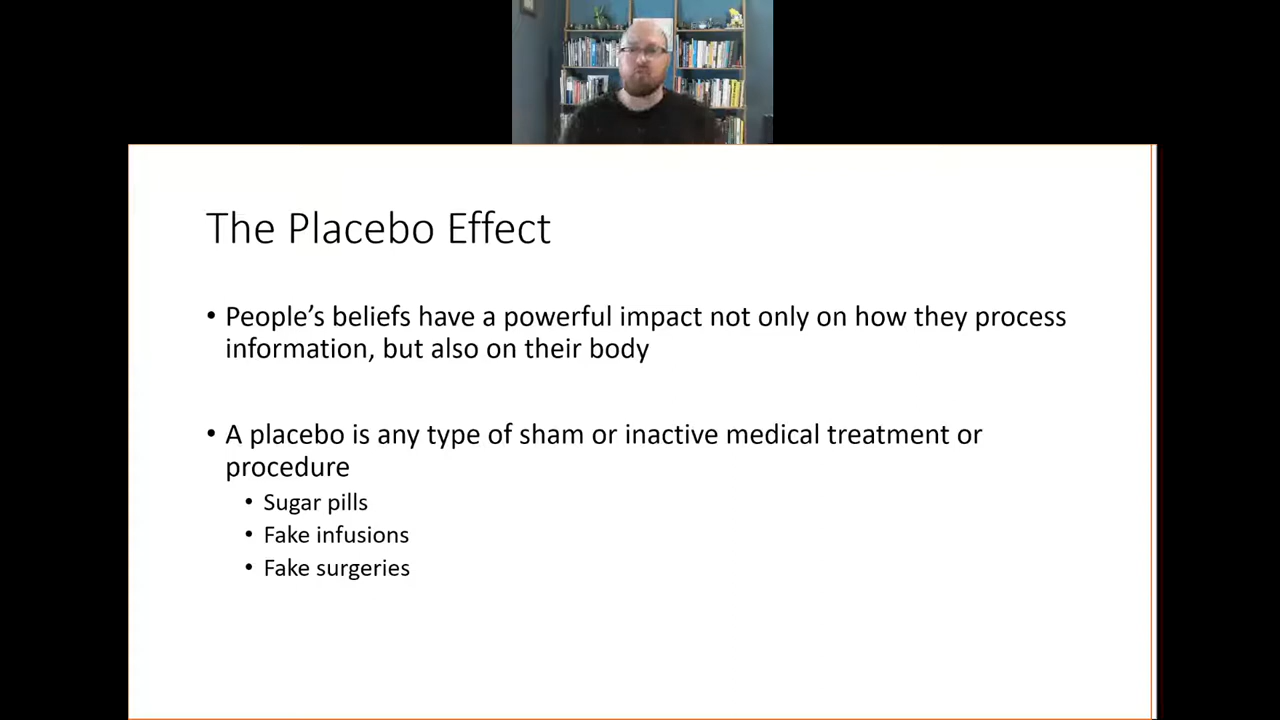 The Placebo Effect
• People’s beliefs have a powerful impact not only on how they process
information, but also on their body
• A placebo is any type of sham or inactive medical treatment or
procedure
• Sugar pills
• Fake infusions
• Fake surgeries